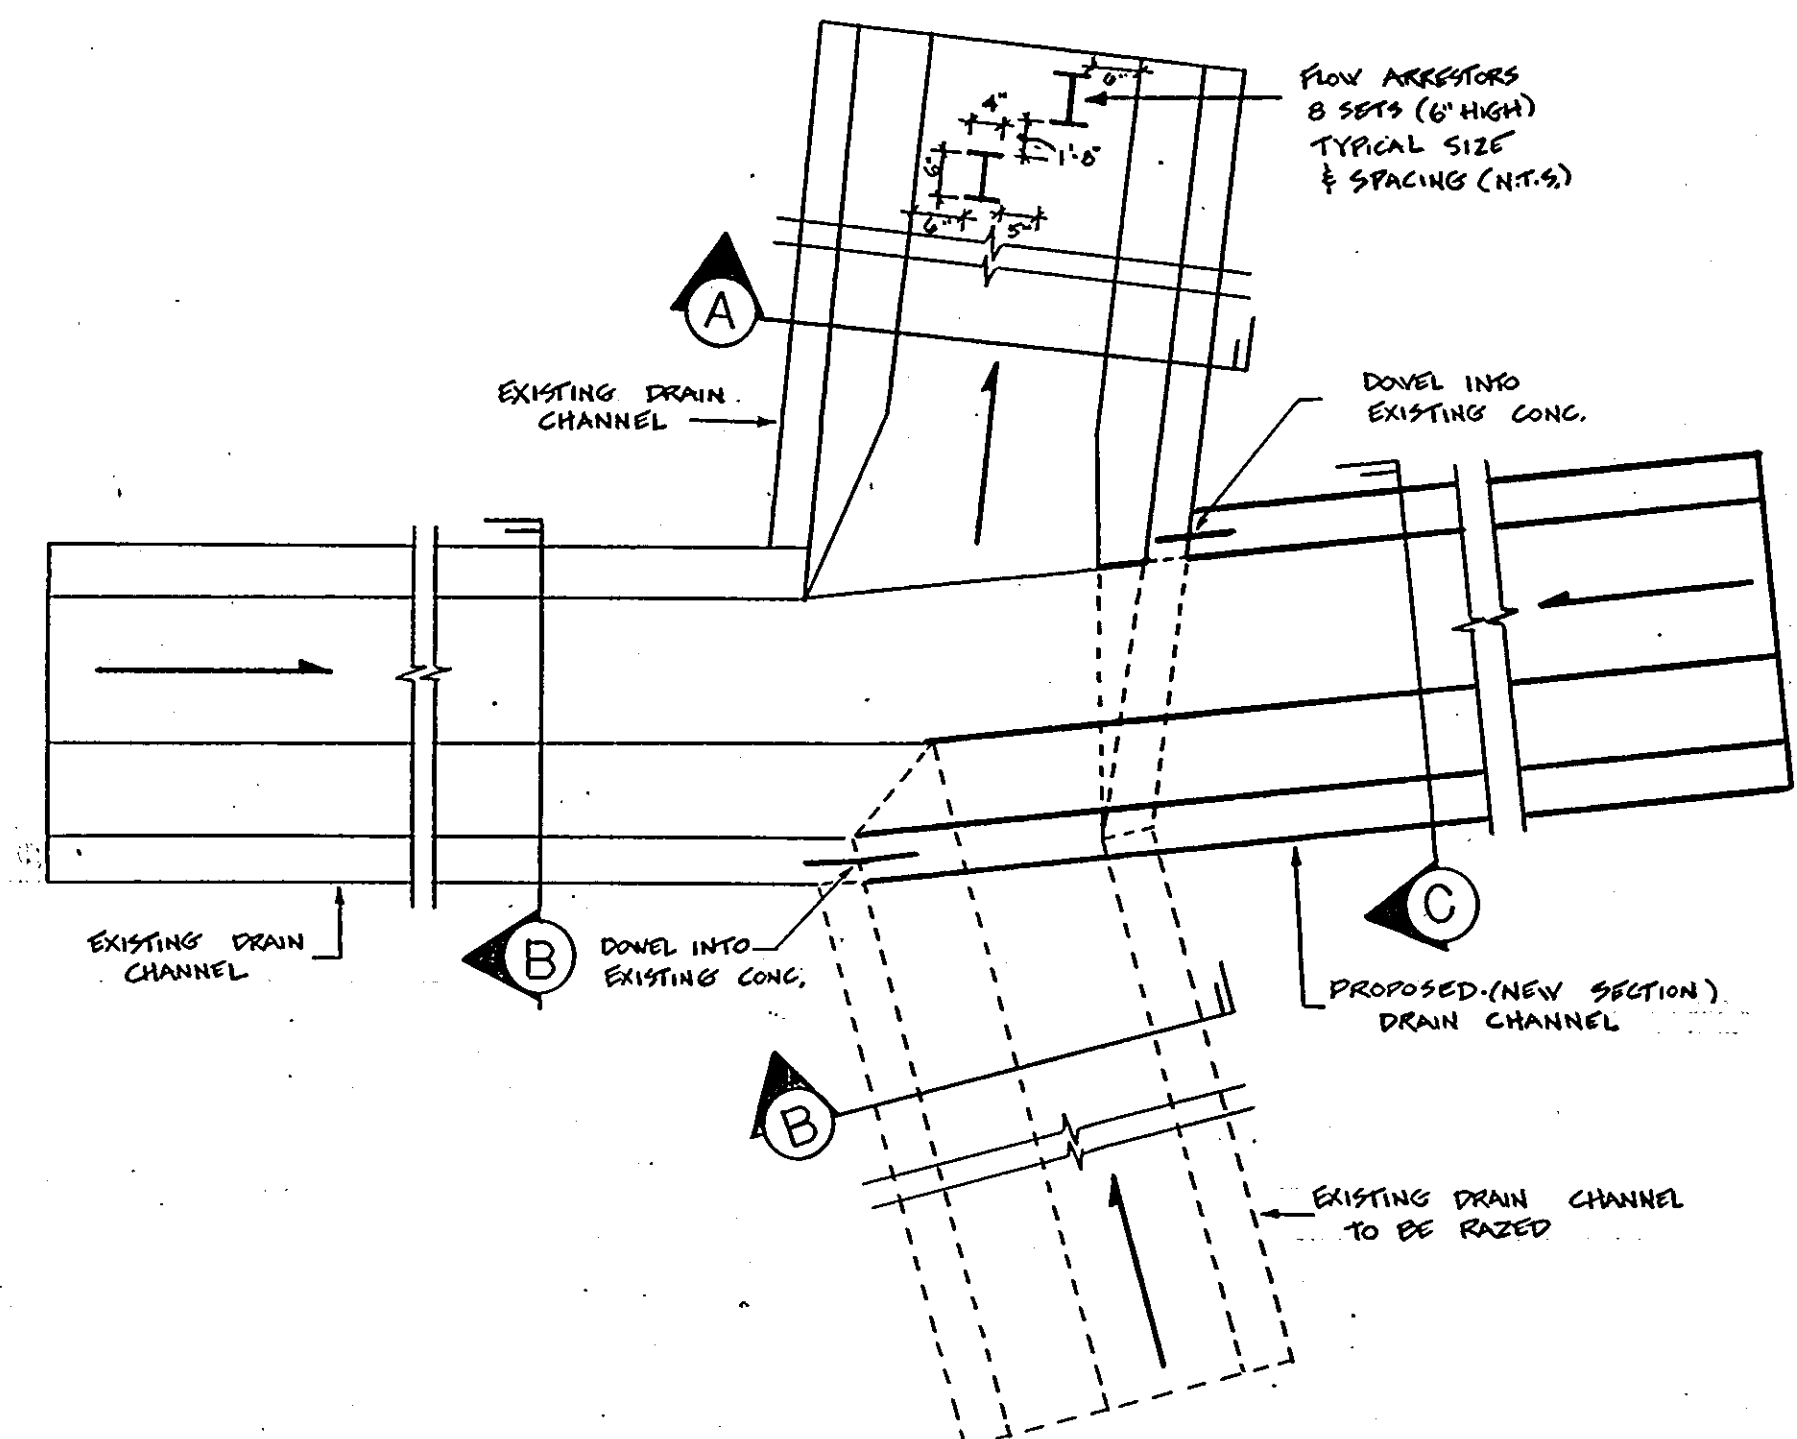 FLOW ARRESTORS
8 SETS (6" HIGH)
TYPICAL SIZE
& SPACING (N.T.S.)
6"
4"
1'-8"
6"
6"
5"
A
EXISTING DRAIN
CHANNEL
DOWEL INTO
EXISTING CONC.
EXISTING DRAIN
CHANNEL
B
DOWEL INTO
EXISTING CONC.
C
PROPOSED (NEW SECTION)
DRAIN CHANNEL
B
EXISTING DRAIN CHANNEL
TO BE RAZED